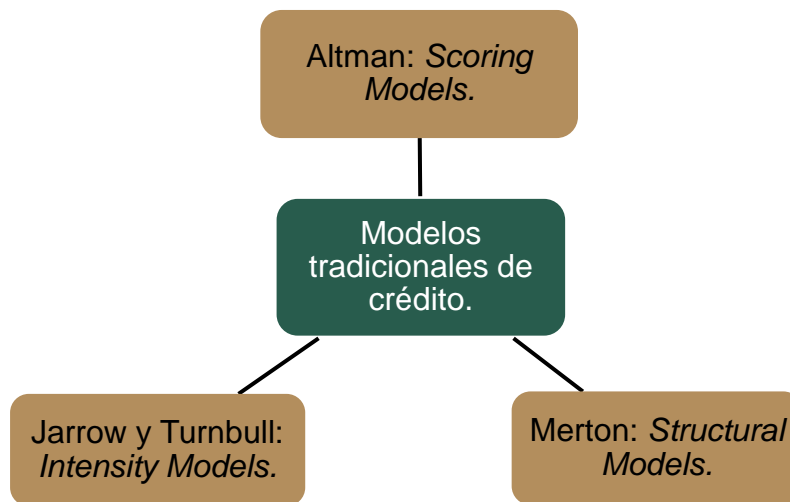 Altman: Scoring
Models.
Modelos
tradicionales de
crédito.
Jarrow y Turnbull:
Intensity Models.
Merton: Structural
Models.